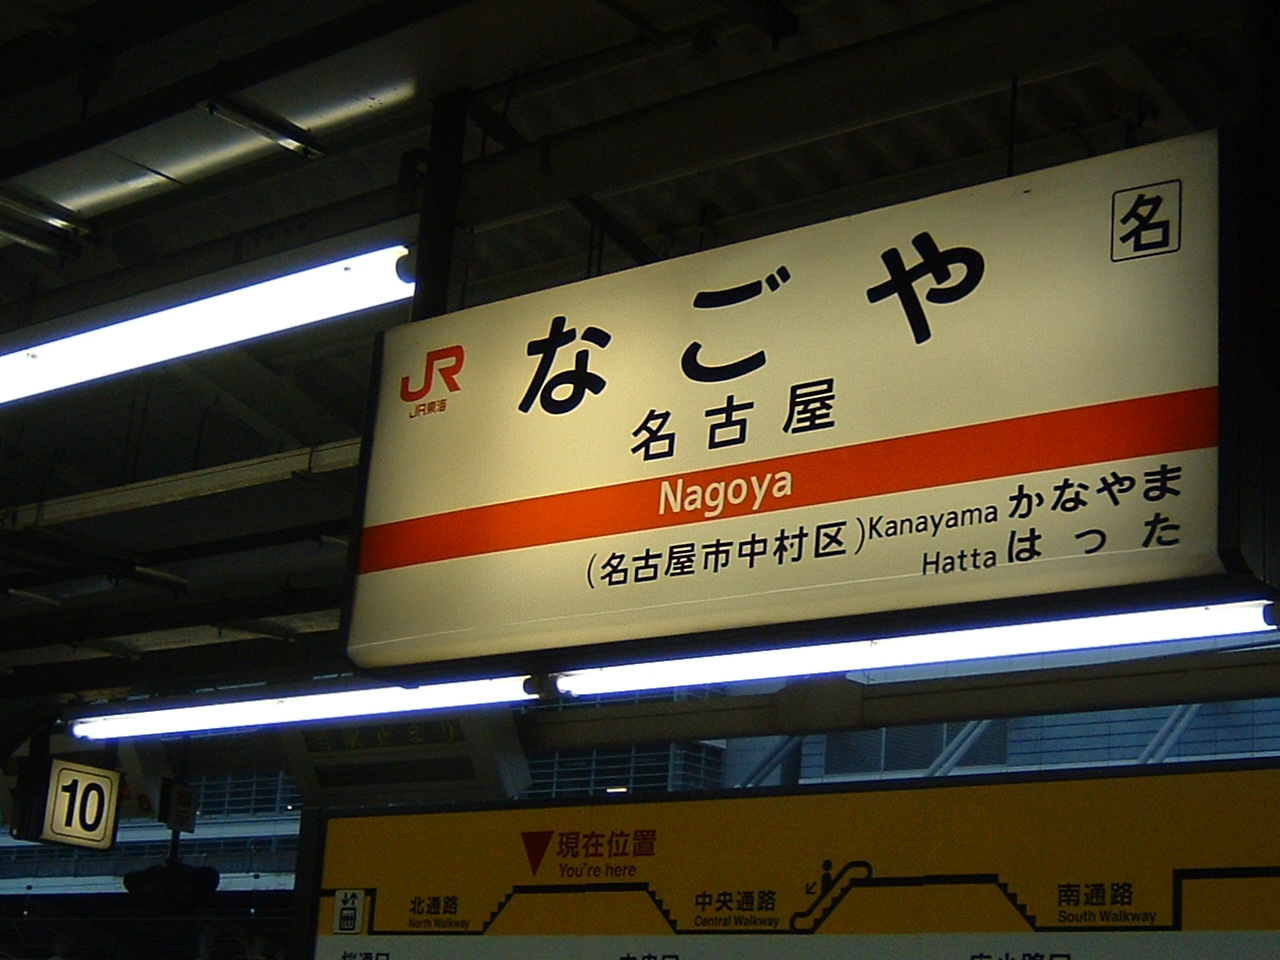 名
なごや
JR
JR東海
名古屋
Nagoya
(名古屋市中村区)
Kanayama かなやま
Hatta はった
10
現在位置
You're here
北通路
North Walkway
中央通路
Central Walkway
南通路
South Walkway